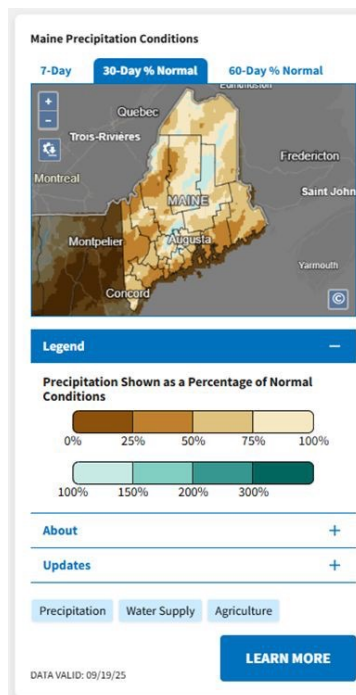 Maine Precipitation Conditions
7-Day 30-Day % Normal 60-Day % Normal
+
−
Edmundston
Quebec
Trois-Rivières
Fredericton
Montreal
Saint John
MAINE
Montpelier
Augusta
Yarmouth
Concord
©
Legend −
Precipitation Shown as a Percentage of Normal
Conditions
0% 25% 50% 75% 100%
100% 150% 200% 300%
About +
Updates +
Precipitation Water Supply Agriculture
LEARN MORE
DATA VALID: 09/19/25